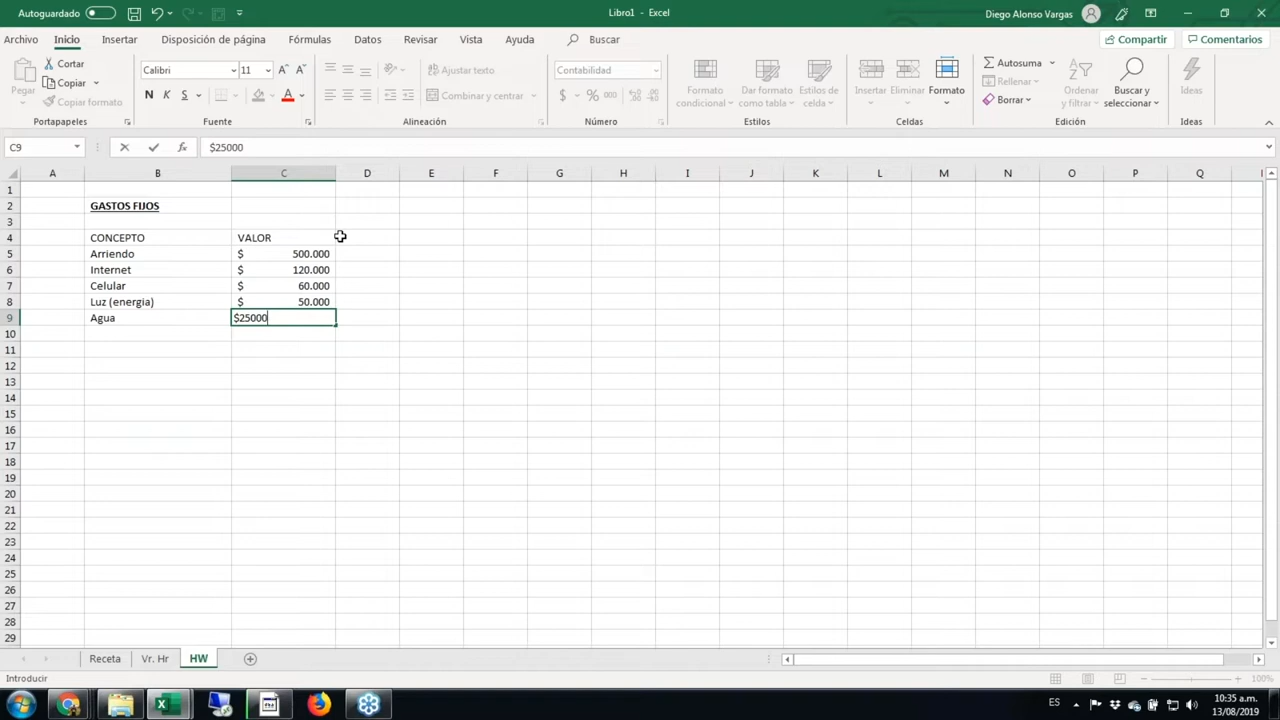 Autoguardado
Libro1 - Excel
Diego Alonso Vargas
Archivo Inicio Insertar Disposición de página Fórmulas Datos Revisar Vista Ayuda Buscar Compartir Comentarios
Pegar
Cortar
Copiar
Copiar formato
Portapapeles
Calibri 11
N K S A
Fuente
Ajustar texto
Combinar y centrar
Alineación
Contabilidad
$ % 000
Número
Formato condicional
Dar formato como tabla
Estilos de celda
Estilos
Insertar Eliminar Formato
Celdas
Autosuma
Rellenar
Borrar
Ordenar y filtrar
Buscar y seleccionar
Edición
Ideas
Ideas
C9 fx $25000
A B C D E F G H I J K L M N O P Q
1
2 GASTOS FIJOS
3
4 CONCEPTO VALOR
5 Arriendo $ 500.000
6 Internet $ 120.000
7 Celular $ 60.000
8 Luz (energia) $ 50.000
9 Agua $25000
10
11
12
13
14
15
16
17
18
19
20
21
22
23
24
25
26
27
28
29
Receta Vr. Hr HW
Introducir
100%
ES
10:35 a.m.
13/08/2019